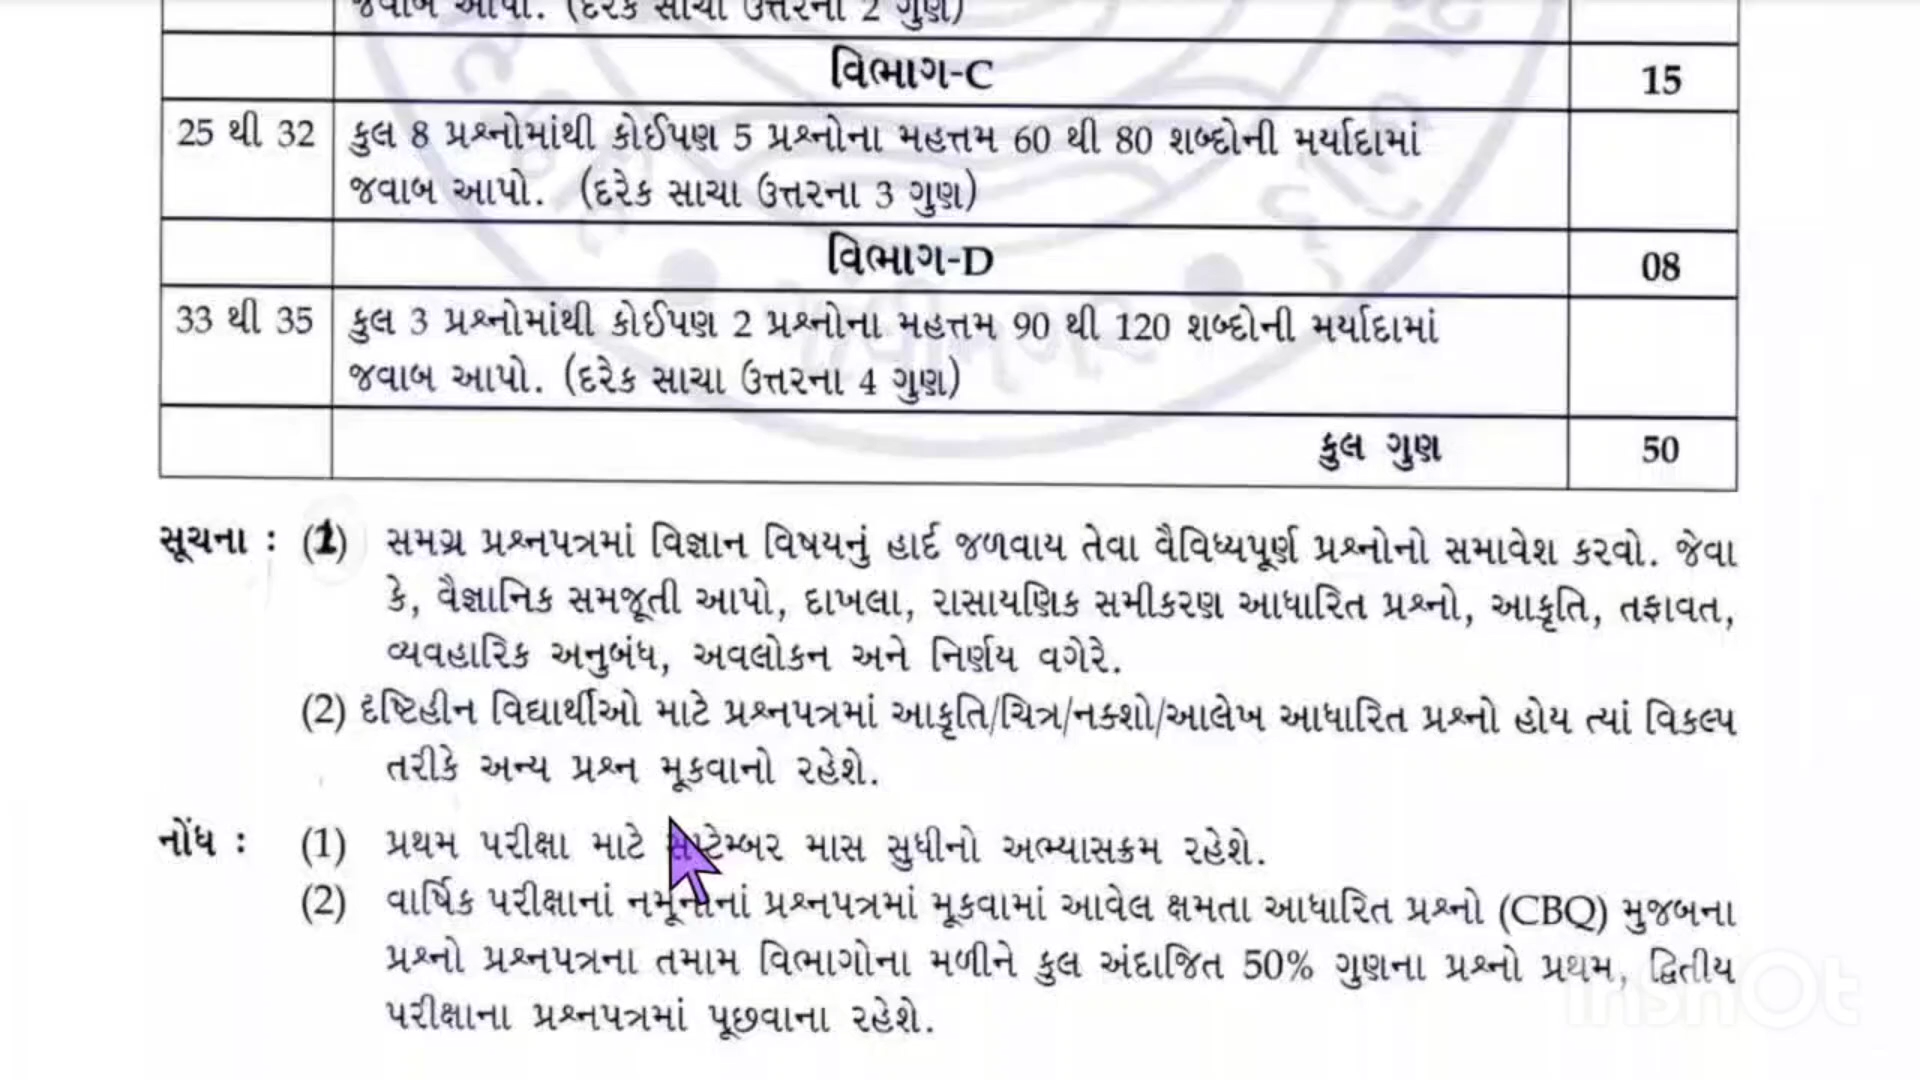 જવાબ આપો. (દરેક સાચા ઉત્તરના 2 ગુણ)
વિભાગ-C 15
25 થી 32 કુલ 8 પ્રશ્નોમાંથી કોઈપણ 5 પ્રશ્નોના મહત્તમ 60 થી 80 શબ્દોની મર્યાદામાં
જવાબ આપો. (દરેક સાચા ઉત્તરના 3 ગુણ)
વિભાગ-D 08
33 થી 35 કુલ 3 પ્રશ્નોમાંથી કોઈપણ 2 પ્રશ્નોના મહત્તમ 90 થી 120 શબ્દોની મર્યાદામાં
જવાબ આપો. (દરેક સાચા ઉત્તરના 4 ગુણ)
કુલ ગુણ 50
સૂચના : (1) સમગ્ર પ્રશ્નપત્રમાં વિજ્ઞાન વિષયનું હાર્દ જળવાય તેવા વૈવિધ્યપૂર્ણ પ્રશ્નોનો સમાવેશ કરવો. જેવા
કે, વૈજ્ઞાનિક સમજૂતી આપો, દાખલા, રાસાયણિક સમીકરણ આધારિત પ્રશ્નો, આકૃતિ, તફાવત,
વ્યવહારિક અનુબંધ, અવલોકન અને નિર્ણય વગેરે.
(2) દૃષ્ટિહીન વિદ્યાર્થીઓ માટે પ્રશ્નપત્રમાં આકૃતિ/ચિત્ર/નકશો/આલેખ આધારિત પ્રશ્નો હોય ત્યાં વિકલ્પ
તરીકે અન્ય પ્રશ્ન મૂકવાનો રહેશે.
નોંધ : (1) પ્રથમ પરીક્ષા માટે સપ્ટેમ્બર માસ સુધીનો અભ્યાસક્રમ રહેશે.
(2) વાર્ષિક પરીક્ષાનાં નમૂનાનાં પ્રશ્નપત્રમાં મૂકવામાં આવેલ ક્ષમતા આધારિત પ્રશ્નો (CBQ) મુજબના
પ્રશ્નો પ્રશ્નપત્રના તમામ વિભાગોના મળીને કુલ અંદાજિત 50% ગુણના પ્રશ્નો પ્રથમ, દ્વિતીય
પરીક્ષાના પ્રશ્નપત્રમાં પૂછવાના રહેશે.
InShOt